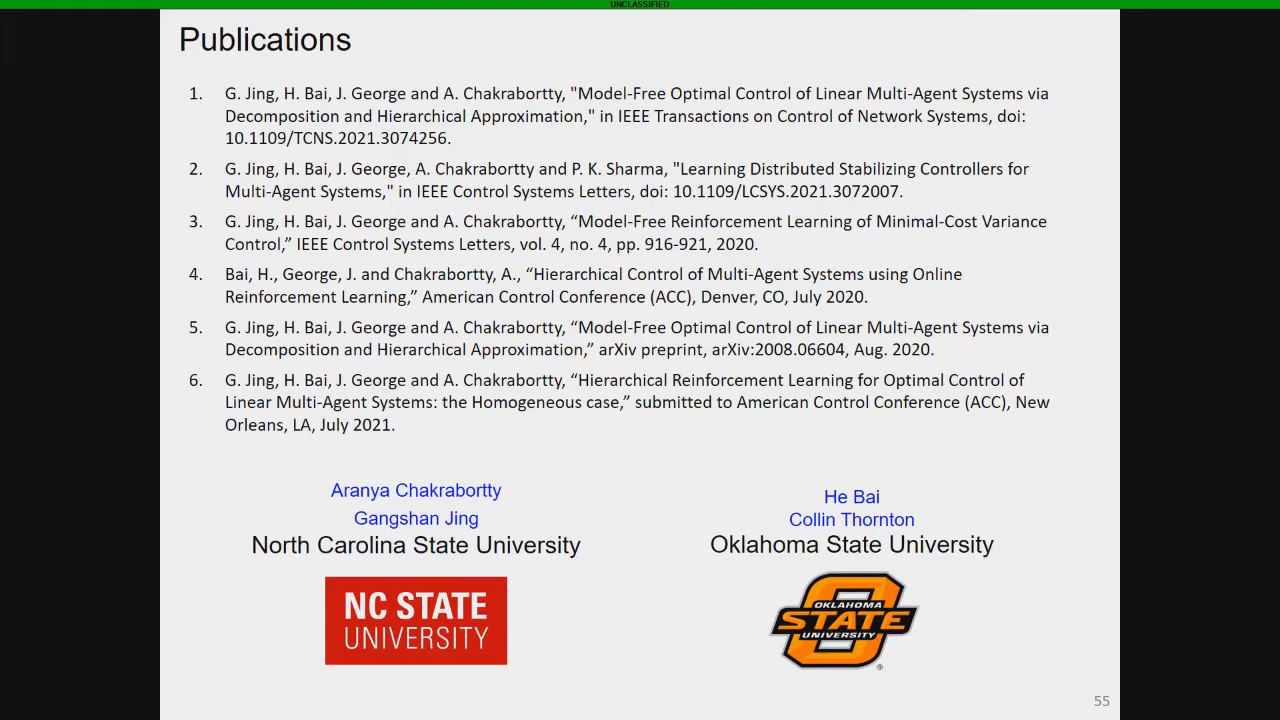 UNCLASSIFIED
Publications
1. G. Jing, H. Bai, J. George and A. Chakrabortty, "Model-Free Optimal Control of Linear Multi-Agent Systems via
Decomposition and Hierarchical Approximation," in IEEE Transactions on Control of Network Systems, doi:
10.1109/TCNS.2021.3074256.
2. G. Jing, H. Bai, J. George, A. Chakrabortty and P. K. Sharma, "Learning Distributed Stabilizing Controllers for
Multi-Agent Systems," in IEEE Control Systems Letters, doi: 10.1109/LCSYS.2021.3072007.
3. G. Jing, H. Bai, J. George and A. Chakrabortty, “Model-Free Reinforcement Learning of Minimal-Cost Variance
Control,” IEEE Control Systems Letters, vol. 4, no. 4, pp. 916-921, 2020.
4. Bai, H., George, J. and Chakrabortty, A., “Hierarchical Control of Multi-Agent Systems using Online
Reinforcement Learning,” American Control Conference (ACC), Denver, CO, July 2020.
5. G. Jing, H. Bai, J. George and A. Chakrabortty, “Model-Free Optimal Control of Linear Multi-Agent Systems via
Decomposition and Hierarchical Approximation,” arXiv preprint, arXiv:2008.06604, Aug. 2020.
6. G. Jing, H. Bai, J. George and A. Chakrabortty, “Hierarchical Reinforcement Learning for Optimal Control of
Linear Multi-Agent Systems: the Homogeneous case,” submitted to American Control Conference (ACC), New
Orleans, LA, July 2021.
Aranya Chakrabortty
Gangshan Jing
North Carolina State University
NC STATE
UNIVERSITY
He Bai
Collin Thornton
Oklahoma State University
OKLAHOMA
STATE
UNIVERSITY
®
55